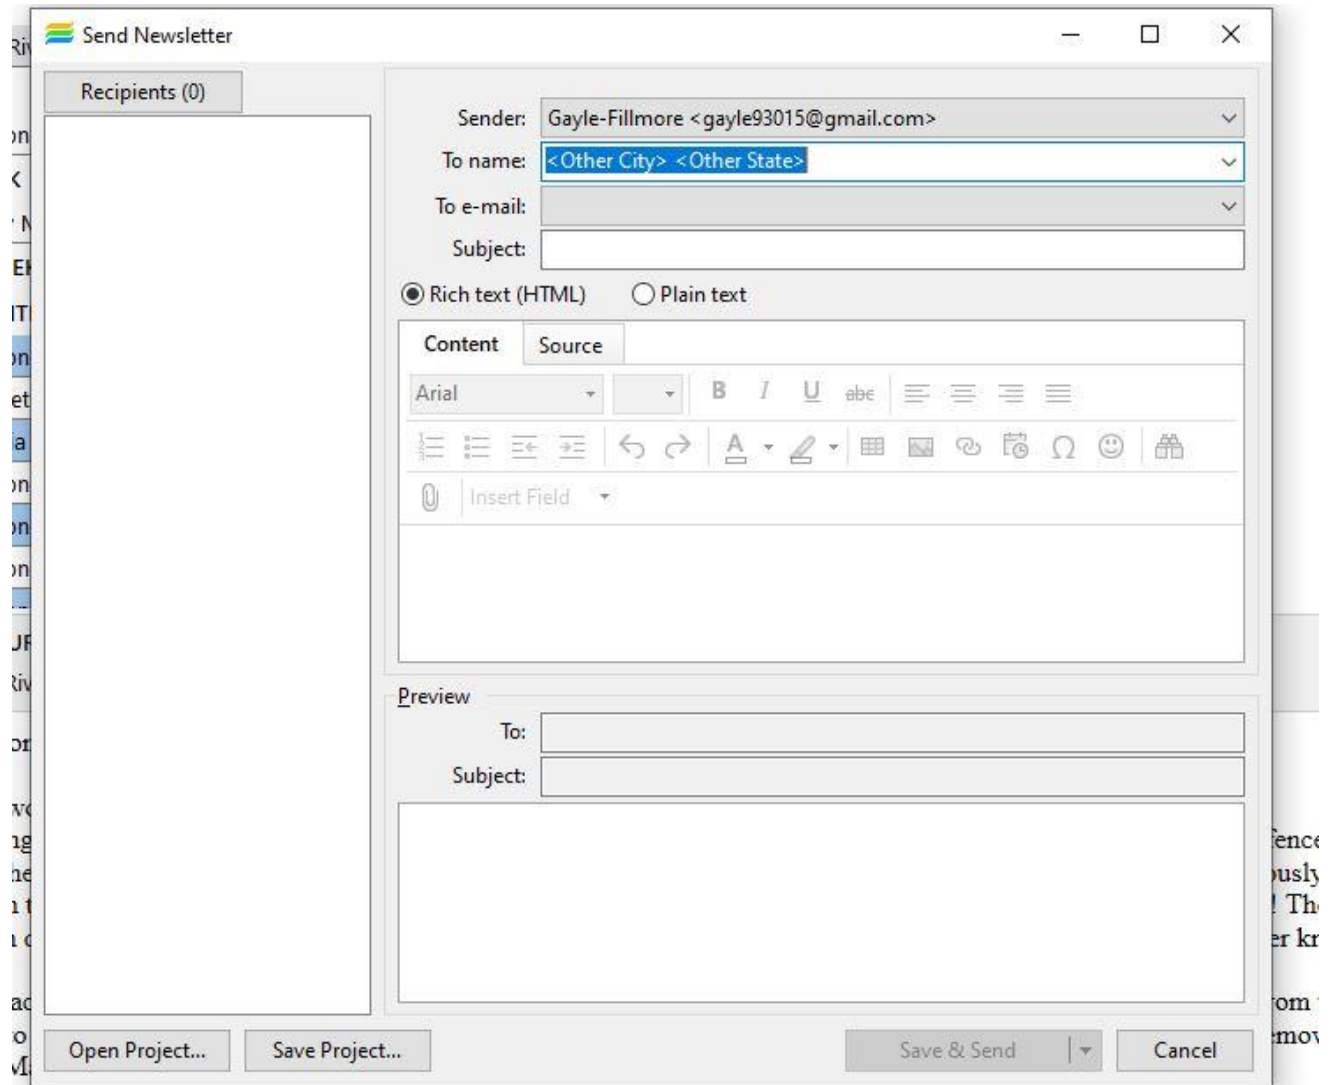 Send Newsletter
Recipients (0)
Sender: Gayle-Fillmore <gayle93015@gmail.com>
To name: <Other City> <Other State>
To e-mail:
Subject:
Rich text (HTML) Plain text
Content Source
Arial B I U abc
A Ω
Insert Field
Preview
To:
Subject:
Open Project... Save Project... Save & Send Cancel